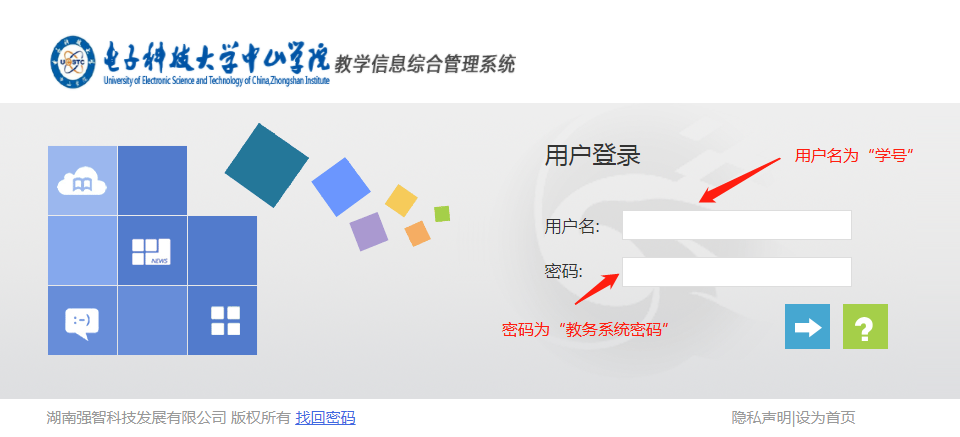 电子科技大学中山学院
University of Electronic Science and Technology of China,Zhongshan Institute
教学信息综合管理系统
UESTC
用户登录
用户名为“学号”
用户名:
密码:
密码为“教务系统密码”
NEWS
:-)
?
湖南强智科技发展有限公司 版权所有 找回密码
隐私声明|设为首页